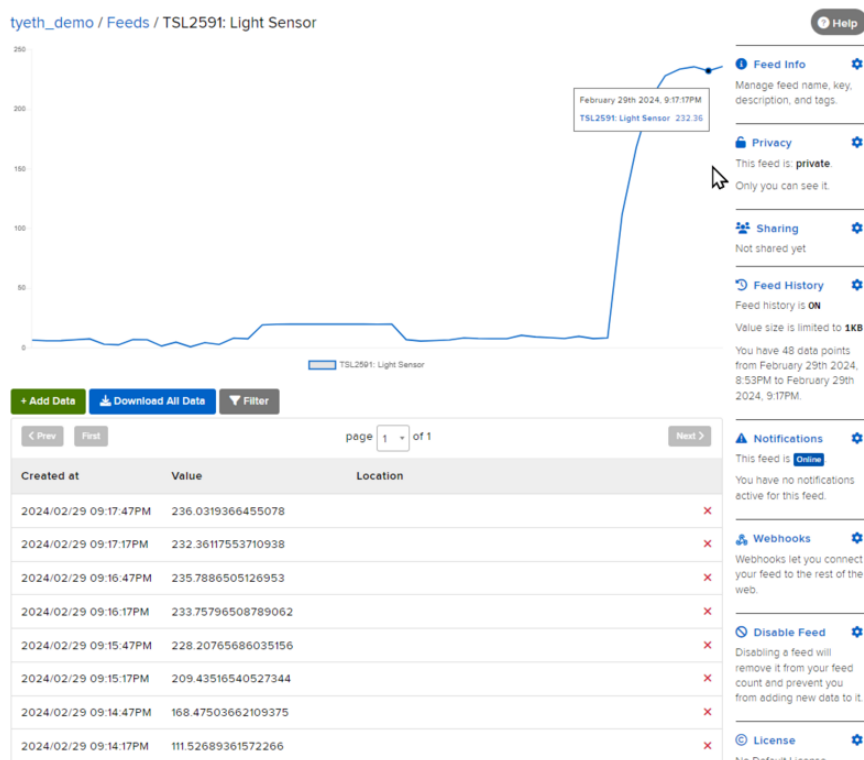 tyeth_demo / Feeds / TSL2591: Light Sensor
Help
250
200
150
100
50
0
February 29th 2024, 9:17:17PM
TSL2591: Light Sensor 232.36
TSL2591: Light Sensor
+ Add Data
Download All Data
Filter
< Prev
First
page 1 of 1
Next >
Created at Value Location
2024/02/29 09:17:47PM 236.0319366455078
2024/02/29 09:17:17PM 232.36117553710938
2024/02/29 09:16:47PM 235.7886505126953
2024/02/29 09:16:17PM 233.75796508789062
2024/02/29 09:15:47PM 228.20765686035156
2024/02/29 09:15:17PM 209.43516540527344
2024/02/29 09:14:47PM 168.47503662109375
2024/02/29 09:14:17PM 111.52689361572266
Feed Info
Manage feed name, key,
description, and tags.
Privacy
This feed is: private.
Only you can see it.
Sharing
Not shared yet
Feed History
Feed history is ON
Value size is limited to 1KB
You have 48 data points
from February 29th 2024,
8:53PM to February 29th
2024, 9:17PM.
Notifications
This feed is Online
You have no notifications
active for this feed.
Webhooks
Webhooks let you connect
your feed to the rest of the
web.
Disable Feed
Disabling a feed will
remove it from your feed
count and prevent you
from adding new data to it.
License
No Default License